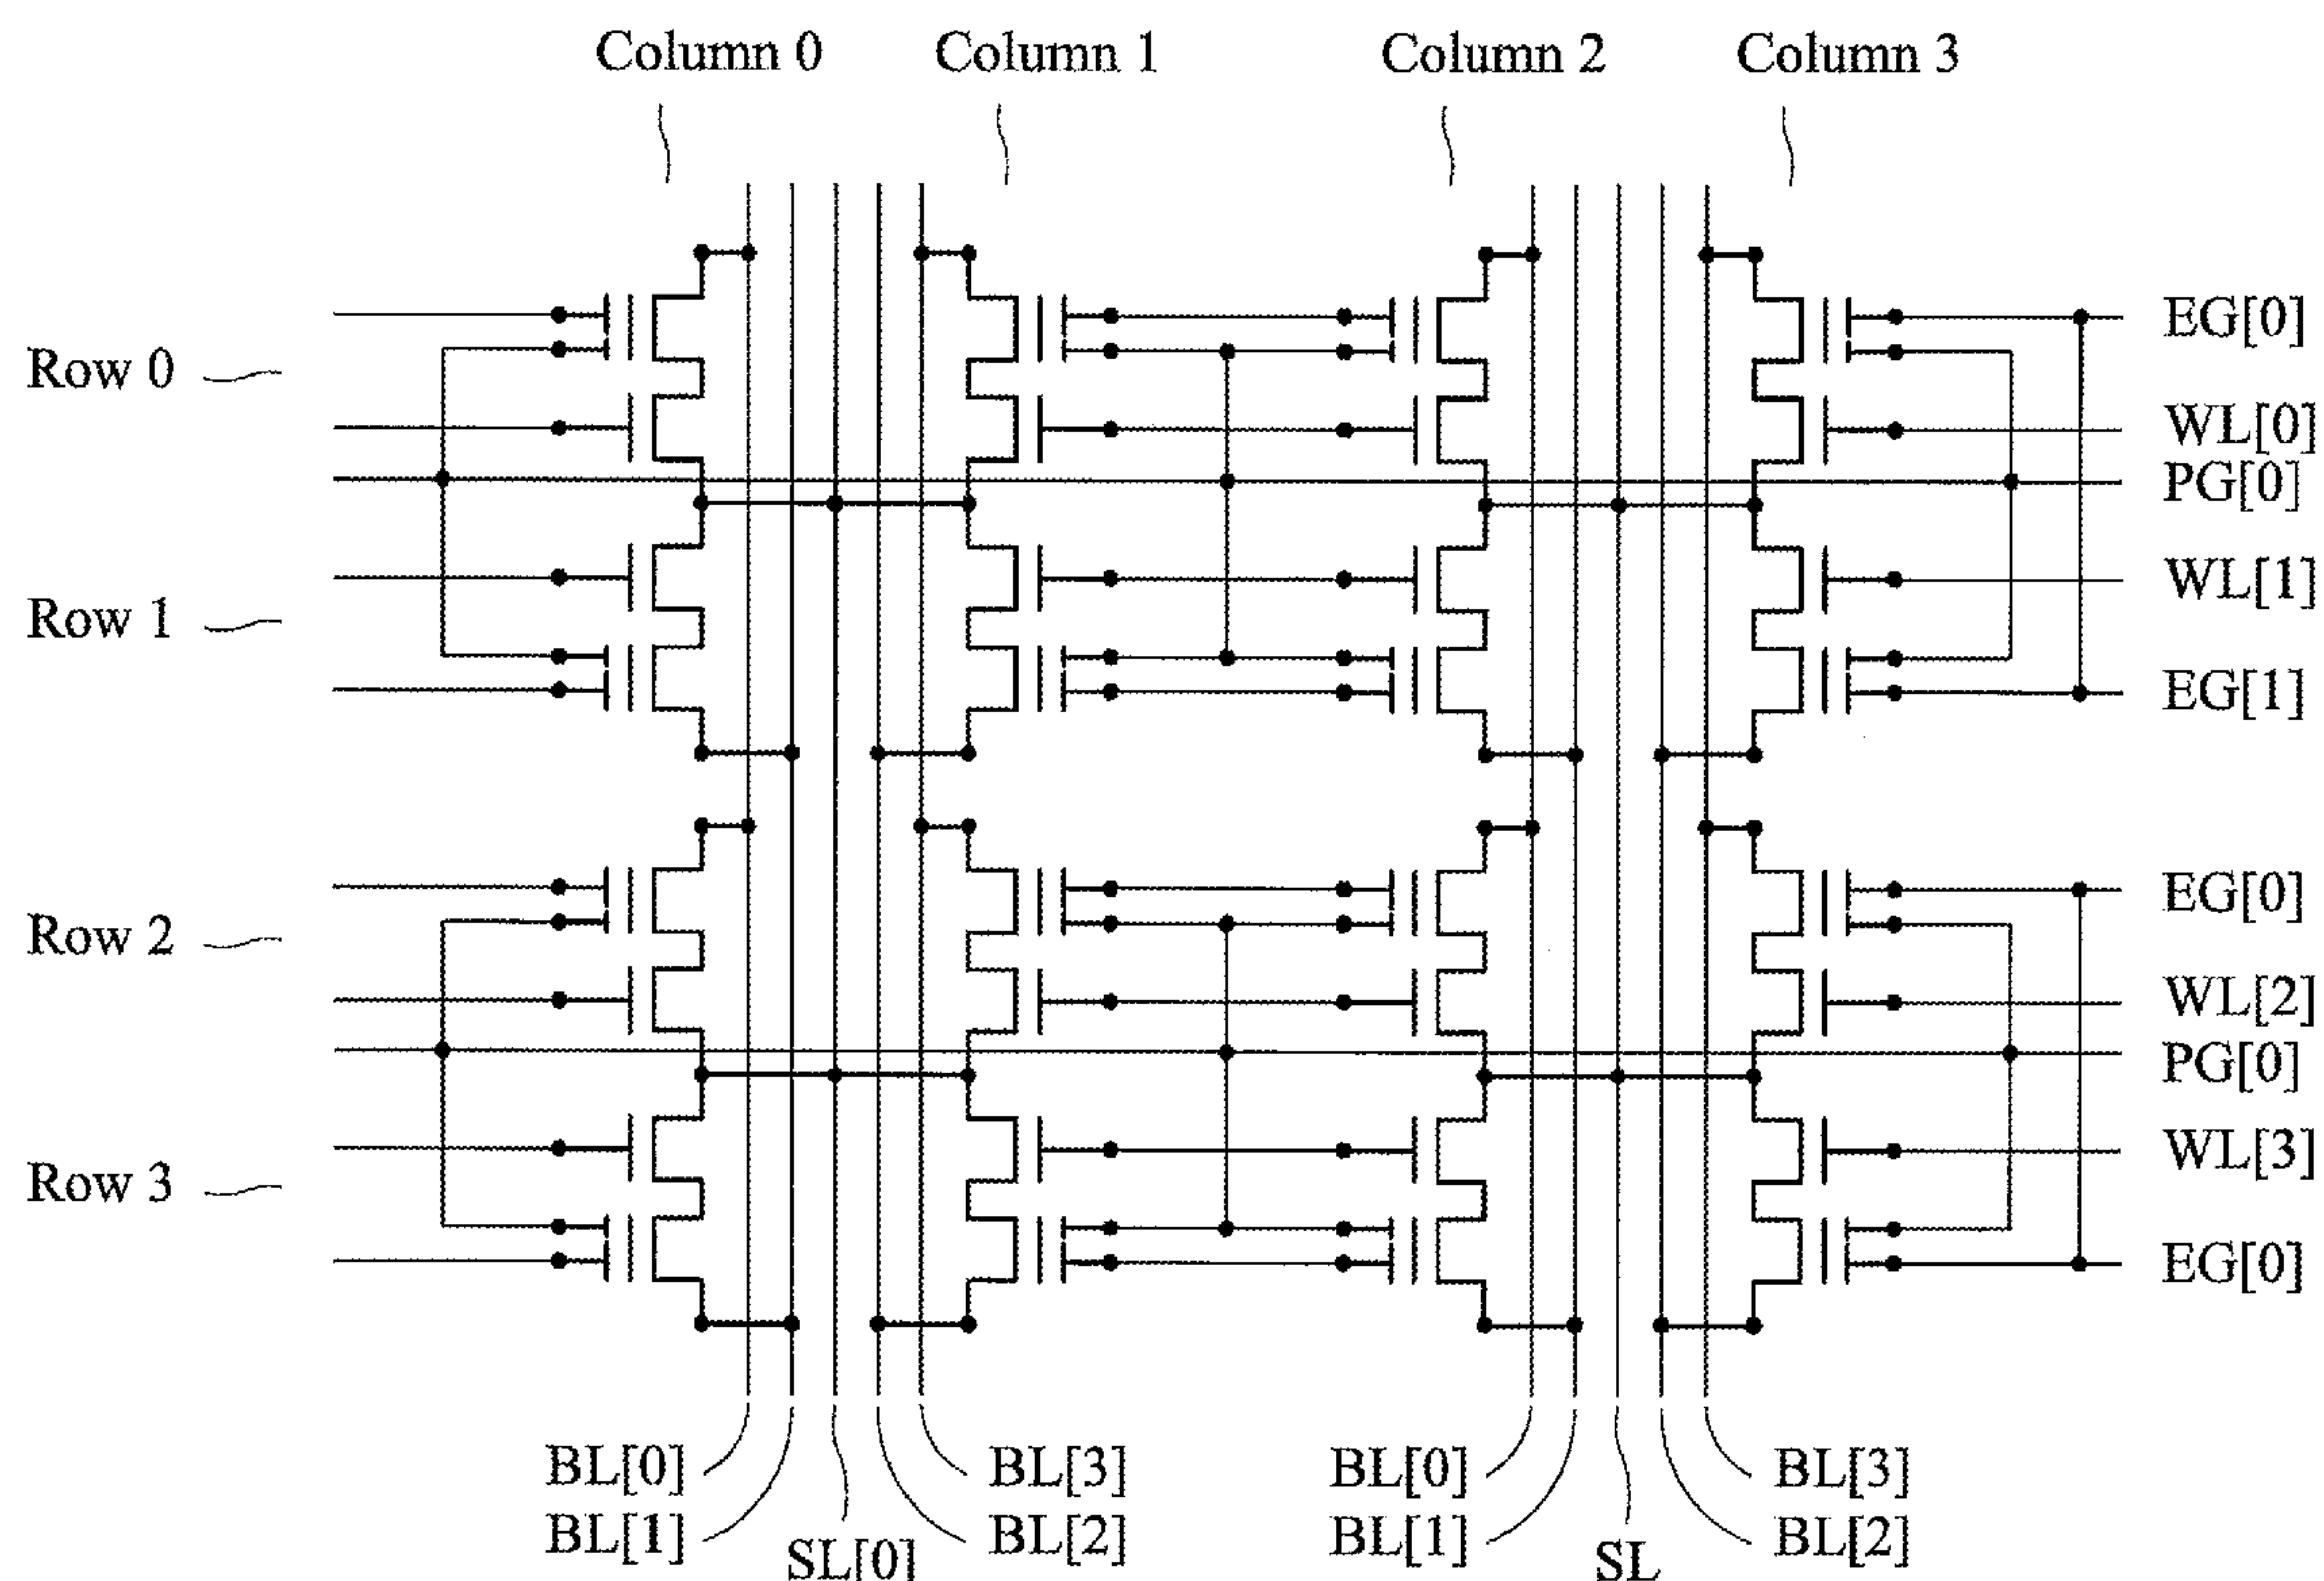 Column 0 Column 1 Column 2 Column 3
EG[0]
Row 0
WL[0]
PG[0]
WL[1]
Row 1
EG[1]
EG[0]
Row 2
WL[2]
PG[0]
WL[3]
Row 3
EG[0]
BL[0] BL[3] BL[0] BL[3]
BL[1] BL[2] BL[1] BL[2]
SL[0] SL